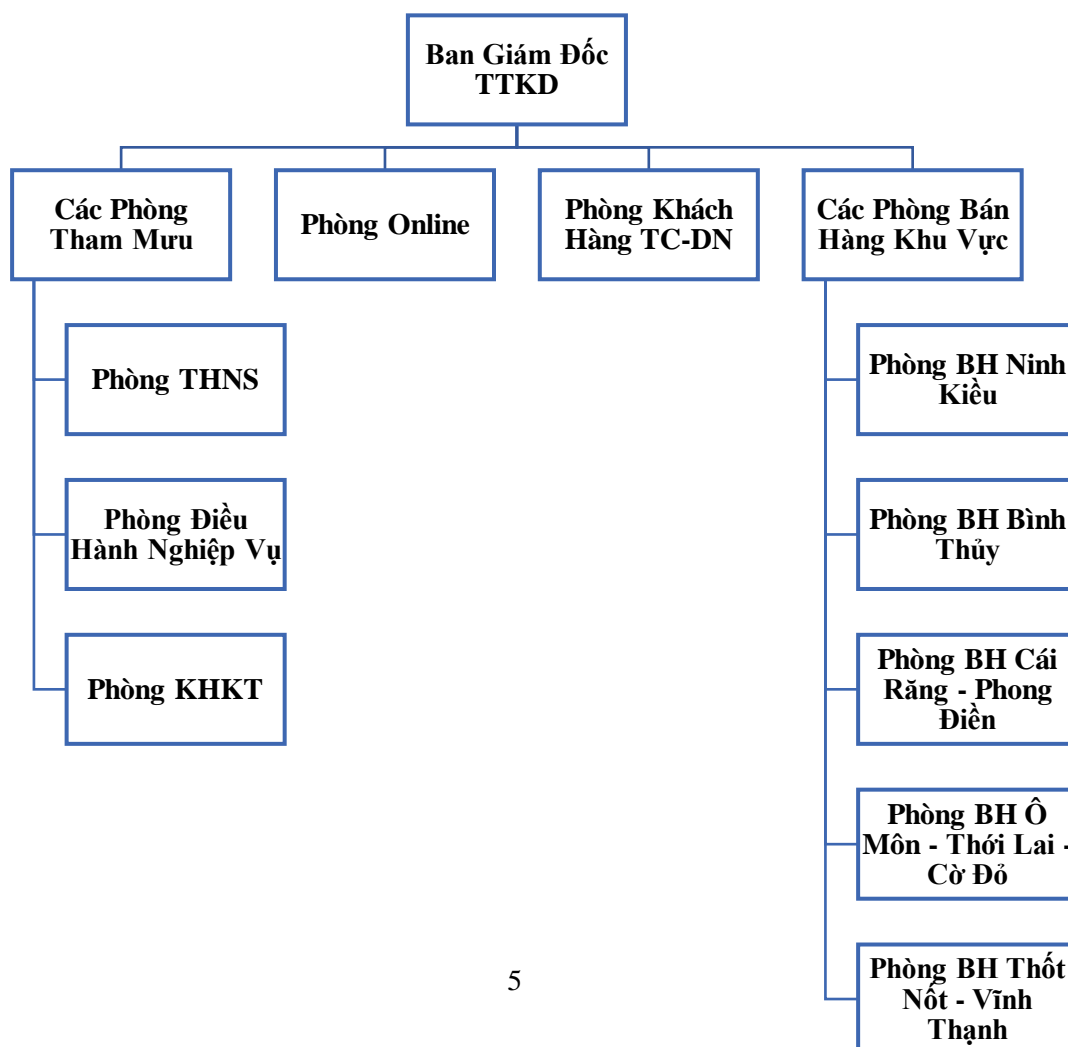 Ban Giám Đốc
TTKD
Các Phòng
Tham Mưu
Phòng Online
Phòng Khách
Hàng TC-DN
Các Phòng Bán
Hàng Khu Vực
Phòng THNS
Phòng Điều
Hành Nghiệp Vụ
Phòng KHKT
Phòng BH Ninh
Kiều
Phòng BH Bình
Thủy
Phòng BH Cái
Răng - Phong
Điền
Phòng BH Ô
Môn - Thới Lai -
Cờ Đỏ
Phòng BH Thốt
Nốt - Vĩnh
Thạnh
5